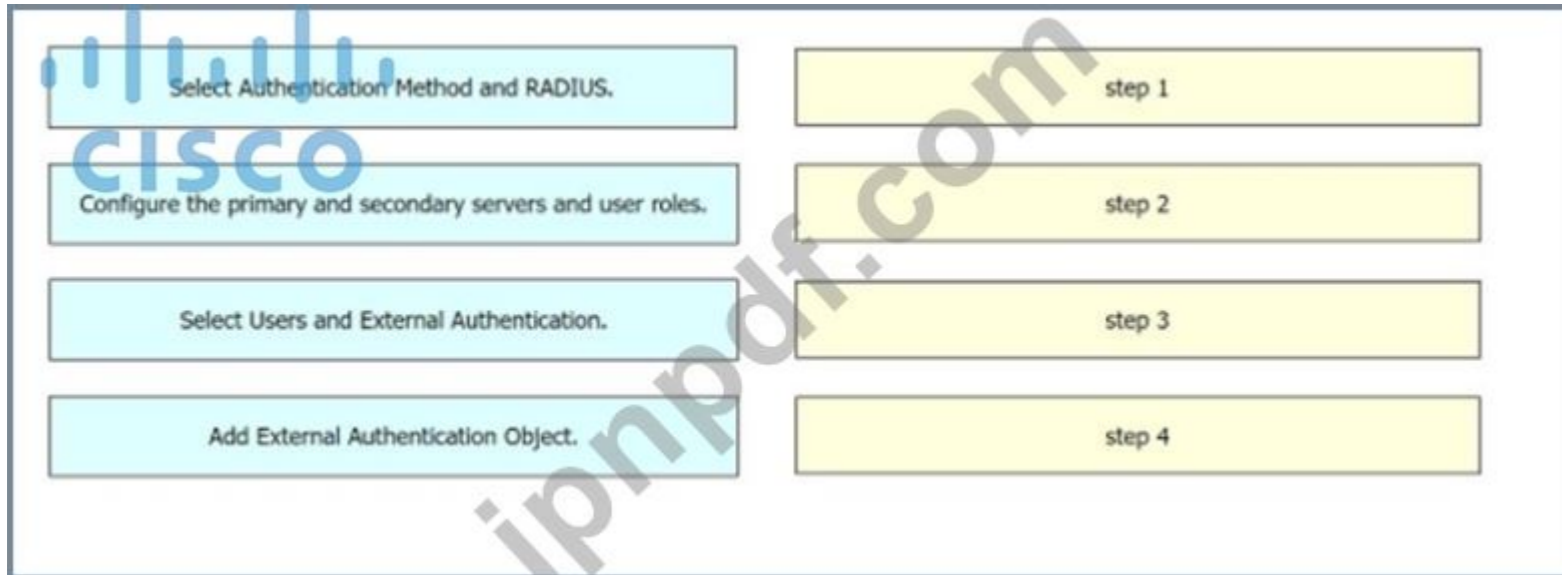 CISCO
Select Authentication Method and RADIUS.
step 1
Configure the primary and secondary servers and user roles.
step 2
Select Users and External Authentication.
step 3
Add External Authentication Object.
step 4
ipnpdf.com